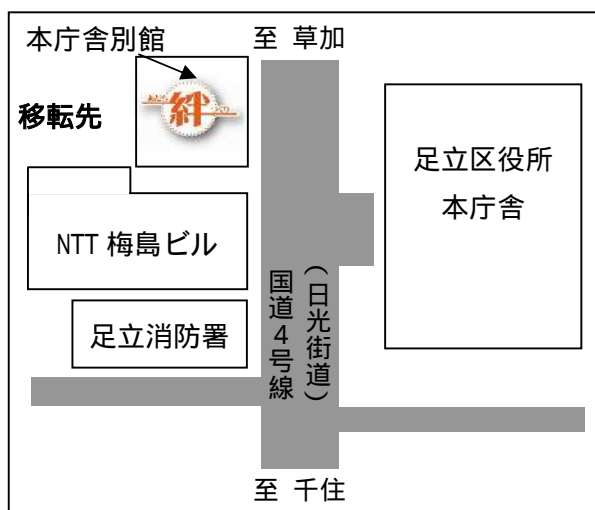 本庁舎別館
至 草加
移転先
絆
足立区役所
本庁舎
NTT 梅島ビル
国道4号線
(日光街道)
足立消防署
至 千住